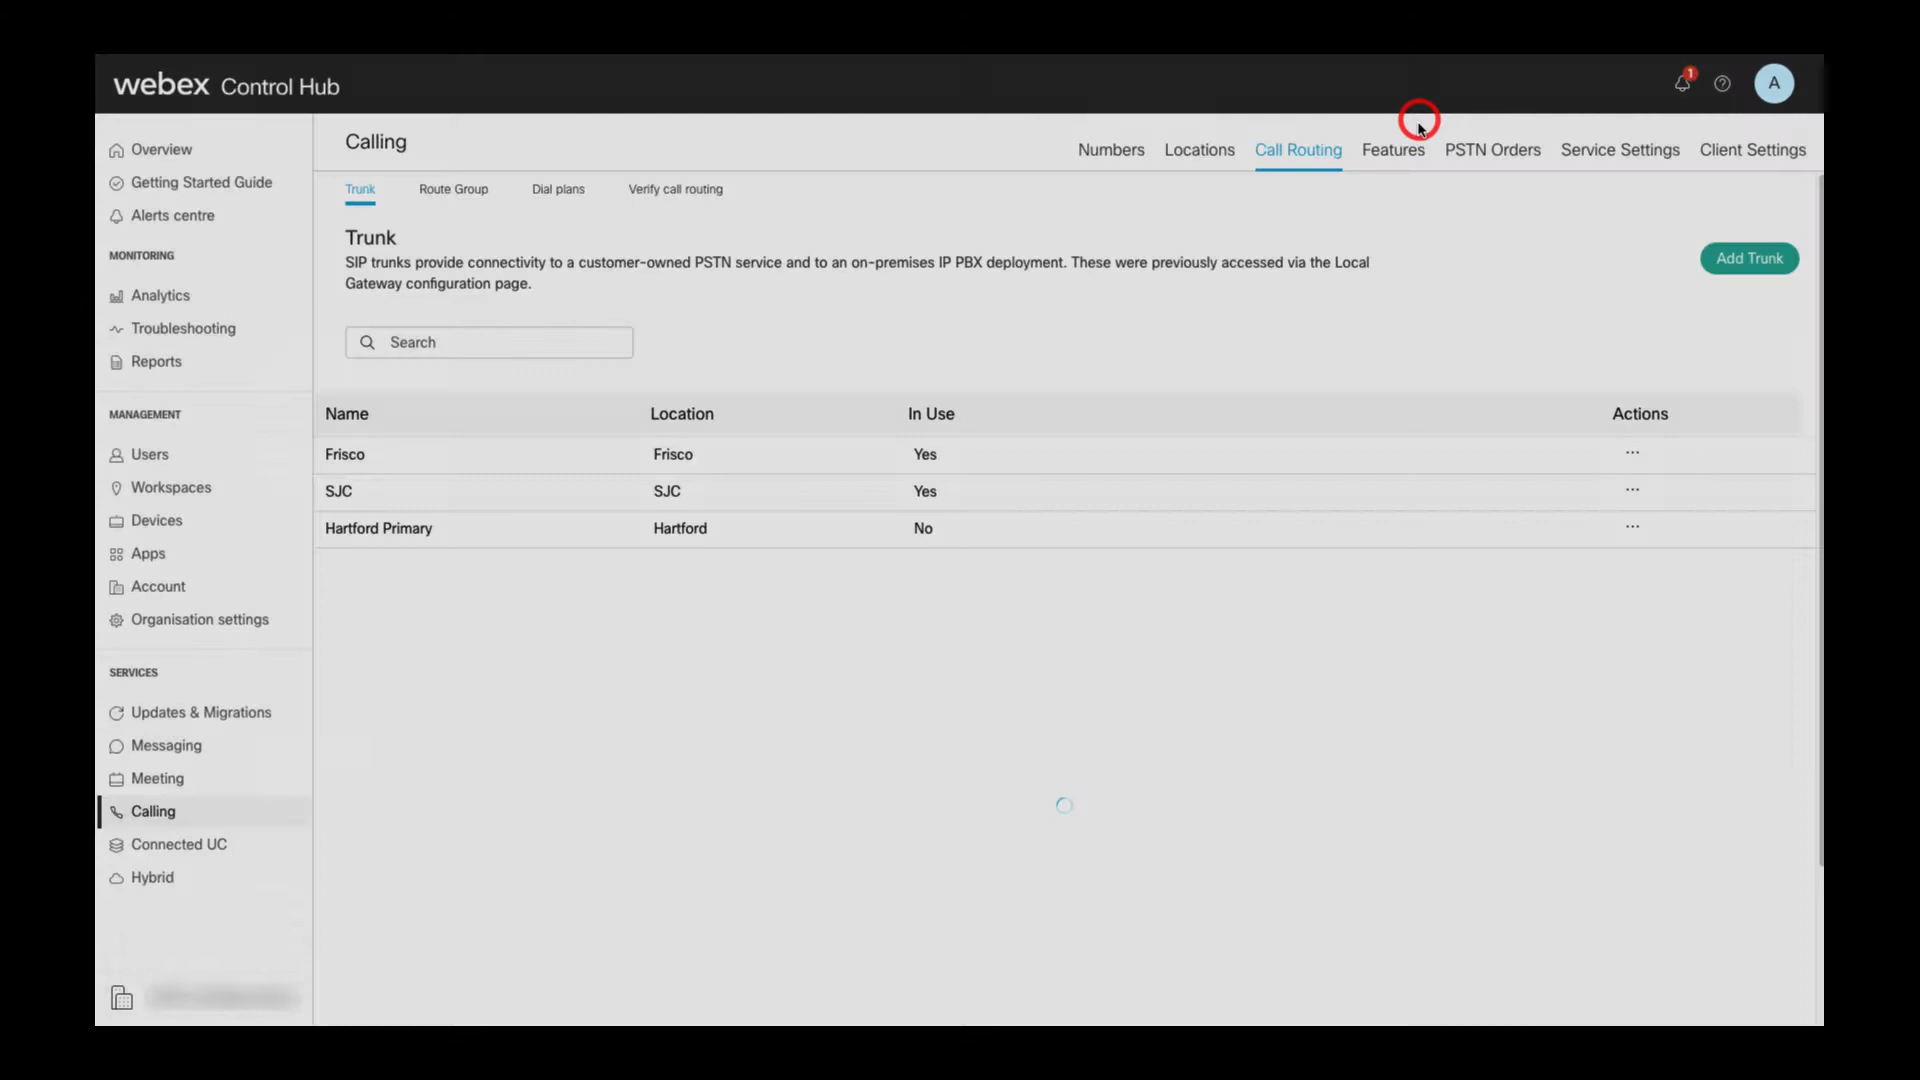 webex Control Hub
1
A
Overview
Getting Started Guide
Alerts centre
MONITORING
Analytics
Troubleshooting
Reports
MANAGEMENT
Users
Workspaces
Devices
Apps
Account
Organisation settings
SERVICES
Updates & Migrations
Messaging
Meeting
Calling
Connected UC
Hybrid
Calling
Numbers Locations Call Routing Features PSTN Orders Service Settings Client Settings
Trunk Route Group Dial plans Verify call routing
Trunk
SIP trunks provide connectivity to a customer-owned PSTN service and to an on-premises IP PBX deployment. These were previously accessed via the Local
Gateway configuration page.
Add Trunk
Search
Name Location In Use Actions
Frisco Frisco Yes ...
SJC SJC Yes ...
Hartford Primary Hartford No ...